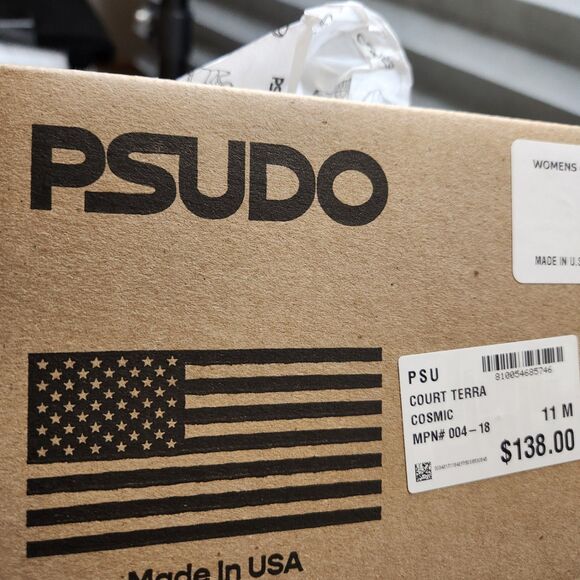 PSUDO
WOMENS
MADE IN U.S
PSU
810054685746
COURT TERRA
COSMIC
11 M
MPN# 004-18
$138.00
Made In USA